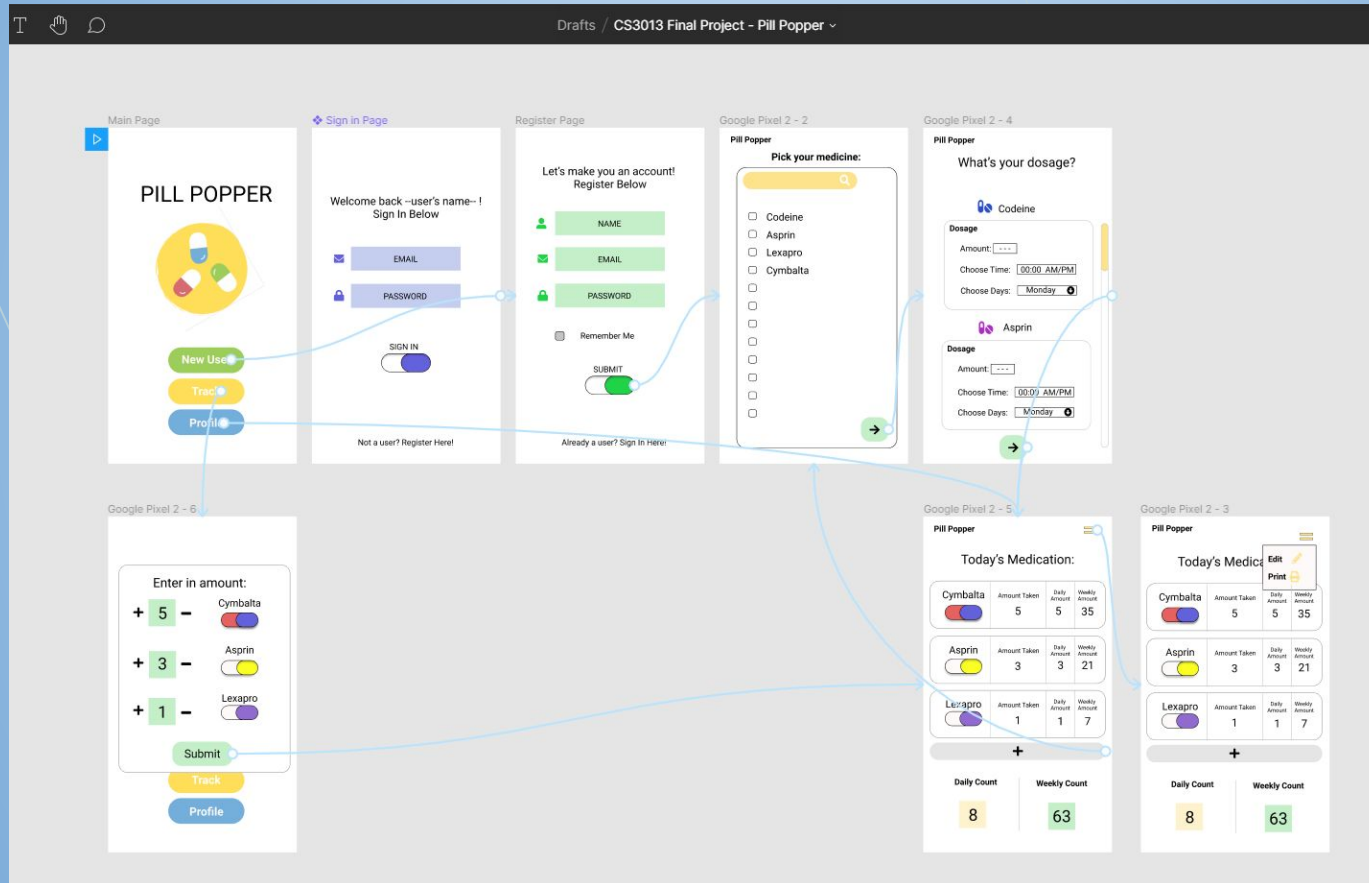 T
Drafts / CS3013 Final Project - Pill Popper
Main Page
PILL POPPER
New User
Track
Profile
Sign in Page
Welcome back --user's name-- !
Sign In Below
EMAIL
PASSWORD
SIGN IN
Not a user? Register Here!
Register Page
Let's make you an account!
Register Below
NAME
EMAIL
PASSWORD
Remember Me
SUBMIT
Already a user? Sign In Here!
Google Pixel 2 - 2
Pill Popper
Pick your medicine:
Codeine
Asprin
Lexapro
Cymbalta
Google Pixel 2 - 4
Pill Popper
What's your dosage?
Codeine
Dosage
Amount: ---
Choose Time: 00:00 AM/PM
Choose Days: Monday
Asprin
Dosage
Amount: ---
Choose Time: 00:00 AM/PM
Choose Days: Monday
Google Pixel 2 - 6
Enter in amount:
+ 5 - Cymbalta
+ 3 - Asprin
+ 1 - Lexapro
Submit
Track
Profile
Google Pixel 2 - 5
Pill Popper
Today's Medication:
Cymbalta Amount Taken Daily Amount Weekly Amount
5 5 35
Asprin Amount Taken Daily Amount Weekly Amount
3 3 21
Lexapro Amount Taken Daily Amount Weekly Amount
1 1 7
+
Daily Count Weekly Count
8 63
Google Pixel 2 - 3
Pill Popper
Today's Medica
Edit
Print
Cymbalta Amount Taken Daily Amount Weekly Amount
5 5 35
Asprin Amount Taken Daily Amount Weekly Amount
3 3 21
Lexapro Amount Taken Daily Amount Weekly Amount
1 1 7
+
Daily Count Weekly Count
8 63